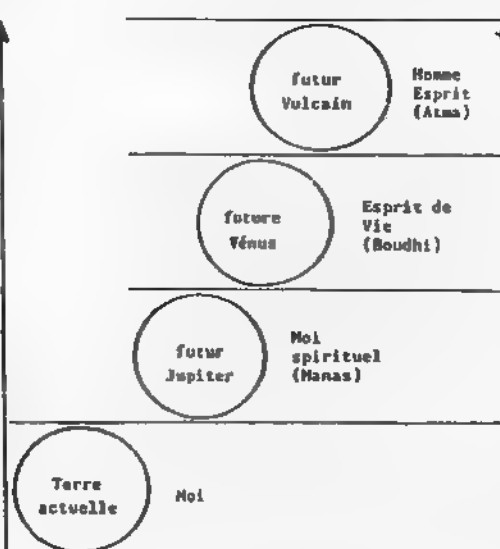 futur
Vulcain
Homme
Esprit
(Atma)
future
Vénus
Esprit de
Vie
(Boudhi)
futur
Jupiter
Moi
spirituel
(Manas)
Terre
actuelle
Moi